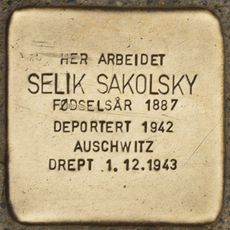 HER ARBEIDET
SELIK SAKOLSKY
FØDSELSÅR 1887
DEPORTERT 1942
AUSCHWITZ
DREPT 1.12.1943